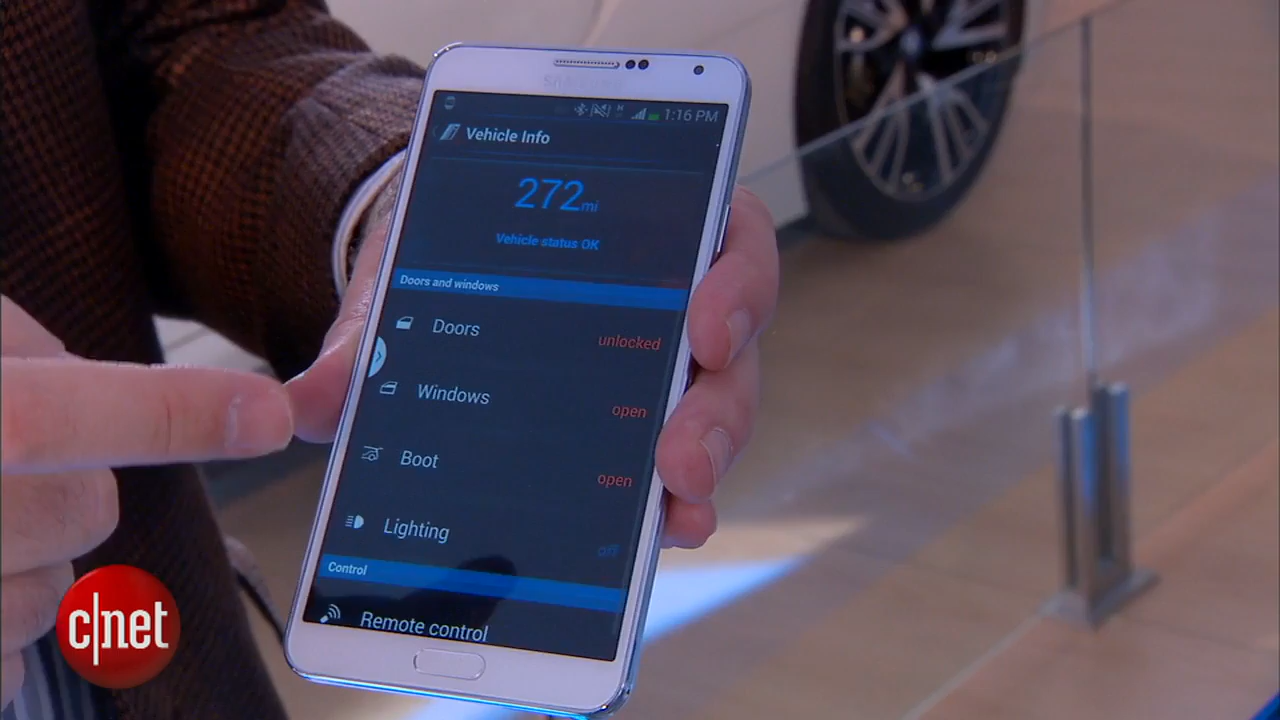 SAMSUNG
1:16 PM
Vehicle Info
272mi
Vehicle status OK
Doors and windows
Doors unlocked
Windows open
Boot open
Lighting off
Control
Remote control
c|net